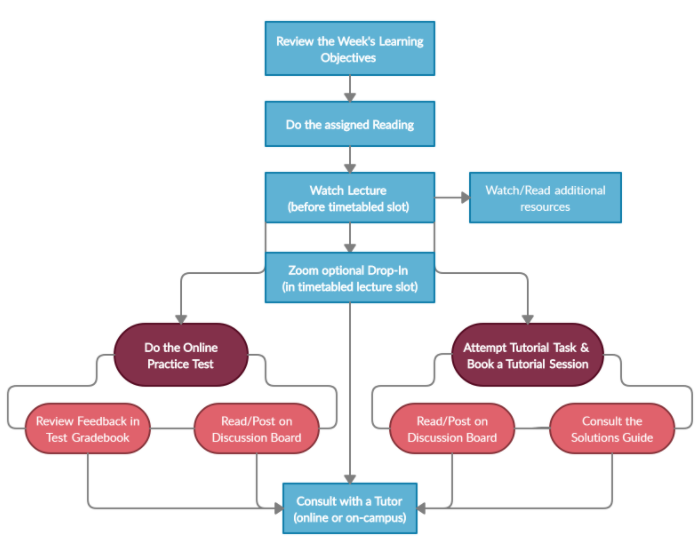 Review the Week's Learning
Objectives
Do the assigned Reading
Watch Lecture
(before timetabled slot)
Watch/Read additional
resources
Zoom optional Drop-In
(in timetabled lecture slot)
Do the Online
Practice Test
Attempt Tutorial Task &
Book a Tutorial Session
Review Feedback in
Test Gradebook
Read/Post on
Discussion Board
Read/Post on
Discussion Board
Consult the
Solutions Guide
Consult with a Tutor
(online or on-campus)